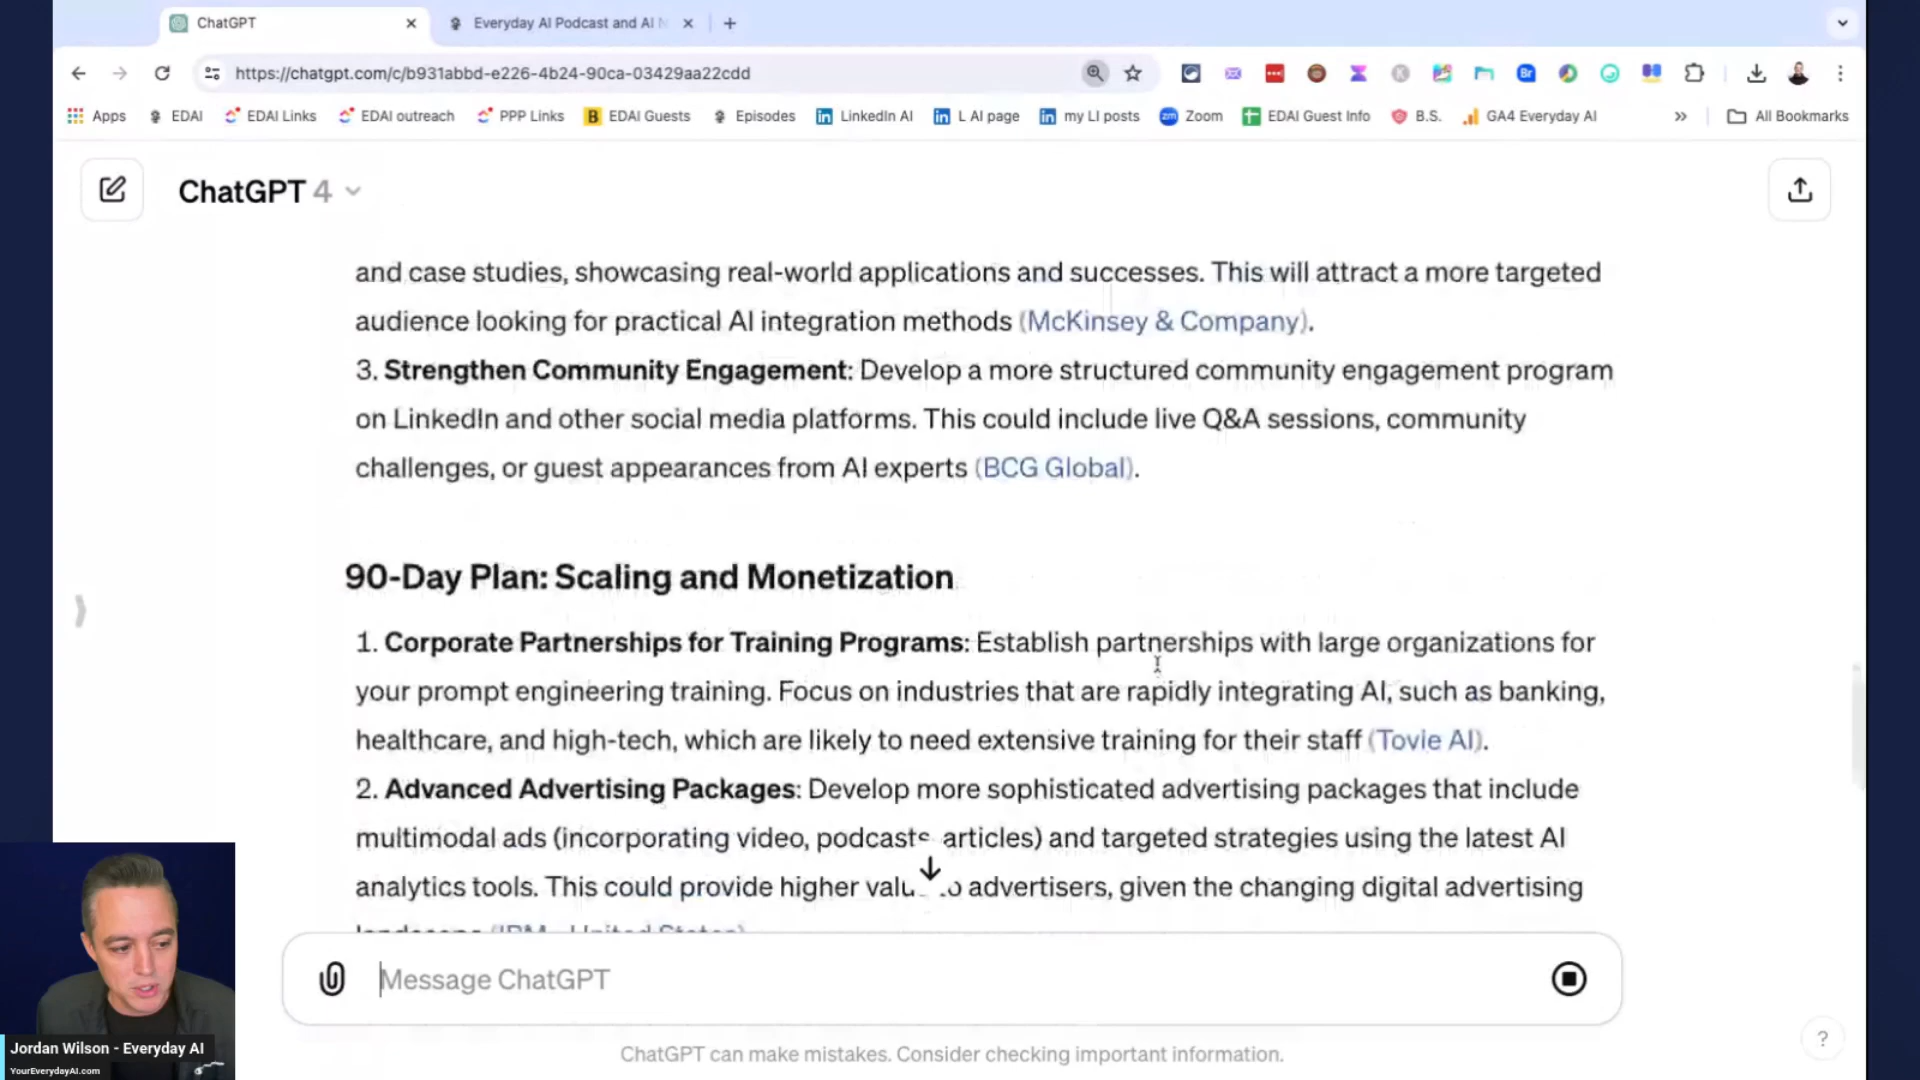 ChatGPT
Everyday AI Podcast and AI
https://chatgpt.com/c/b931abbd-e226-4b24-90ca-03429aa22cdd
Apps EDAI EDAI Links EDAI outreach PPP Links B EDAI Guests Episodes LinkedIn AI L AI page my LI posts Zoom EDAI Guest Info B.S. GA4 Everyday AI » All Bookmarks
ChatGPT 4
and case studies, showcasing real-world applications and successes. This will attract a more targeted
audience looking for practical AI integration methods (McKinsey & Company).
3. Strengthen Community Engagement: Develop a more structured community engagement program
on LinkedIn and other social media platforms. This could include live Q&A sessions, community
challenges, or guest appearances from AI experts (BCG Global).
90-Day Plan: Scaling and Monetization
1. Corporate Partnerships for Training Programs: Establish partnerships with large organizations for
your prompt engineering training. Focus on industries that are rapidly integrating AI, such as banking,
healthcare, and high-tech, which are likely to need extensive training for their staff (Tovie AI).
2. Advanced Advertising Packages: Develop more sophisticated advertising packages that include
multimodal ads (incorporating video, podcasts articles) and targeted strategies using the latest AI
analytics tools. This could provide higher advertisers, given the changing digital advertising
Message ChatGPT
ChatGPT can make mistakes. Consider checking important information.
?
Jordan Wilson - Everyday AI
YourEverydayAI.com